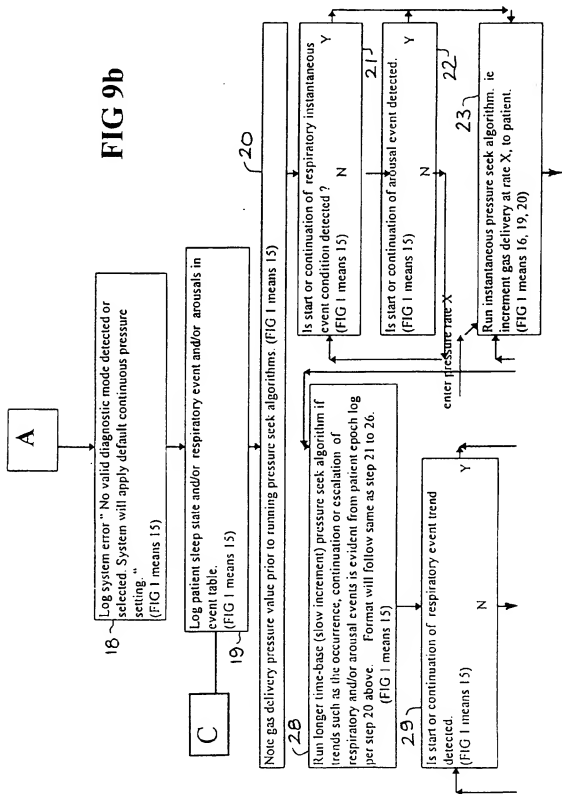 FIG 9b
A
Log system error " No valid diagnostic mode detected or
selected. System will apply default continuous pressure
setting."
(FIG 1 means 15)
18
Log patient sleep state and/or respiratory event and/or arousals in
event table.
(FIG 1 means 15)
19
C
20
Note gas delivery pressure value prior to running pressure seek algorithms. (FIG 1 means 15)
Is start or continuation of respiratory instantaneous
event condition detected ?
(FIG 1 means 15)
N
Y
21
Is start or continuation of arousal event detected.
(FIG 1 means 15)
N
Y
22
enter pressure rate X
23
Run instantaneous pressure seek algorithm. ie
increment gas delivery at rate X, to patient.
(FIG 1 means 16, 19, 20)
28
Run longer time-base (slow increment) pressure seek algorithm if
trends such as the occurrence, continuation or escalation of
respiratory and/or arousal events is evident from patient epoch log
per step 20 above. Format will follow same as step 21 to 26.
(FIG 1 means 15)
29
Is start or continuation of respiratory event trend
detected.
(FIG 1 means 15)
N
Y